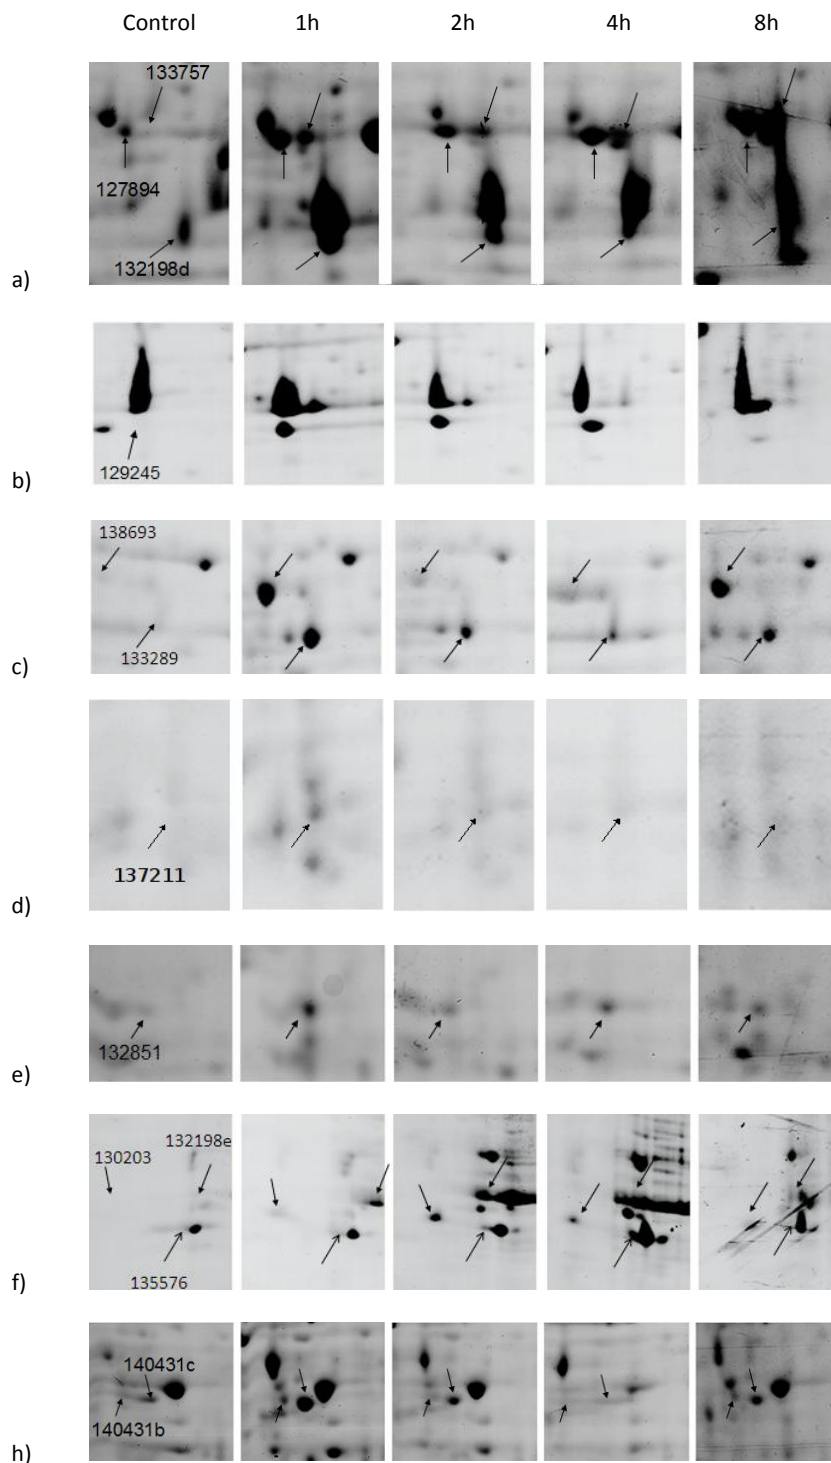 Control 1h 2h 4h 8h
133757
127894
132198d
a)
129245
b)
138693
133289
c)
137211
d)
132851
e)
132198e
130203
135576
f)
140431c
140431b
h)